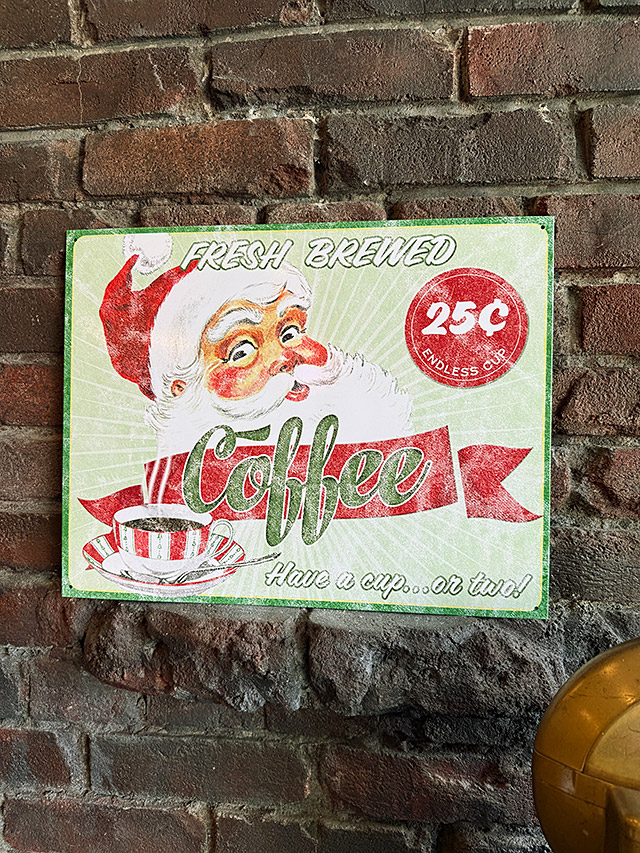 FRESH BREWED
25¢
ENDLESS CUP
Coffee
Have a cup...or two!